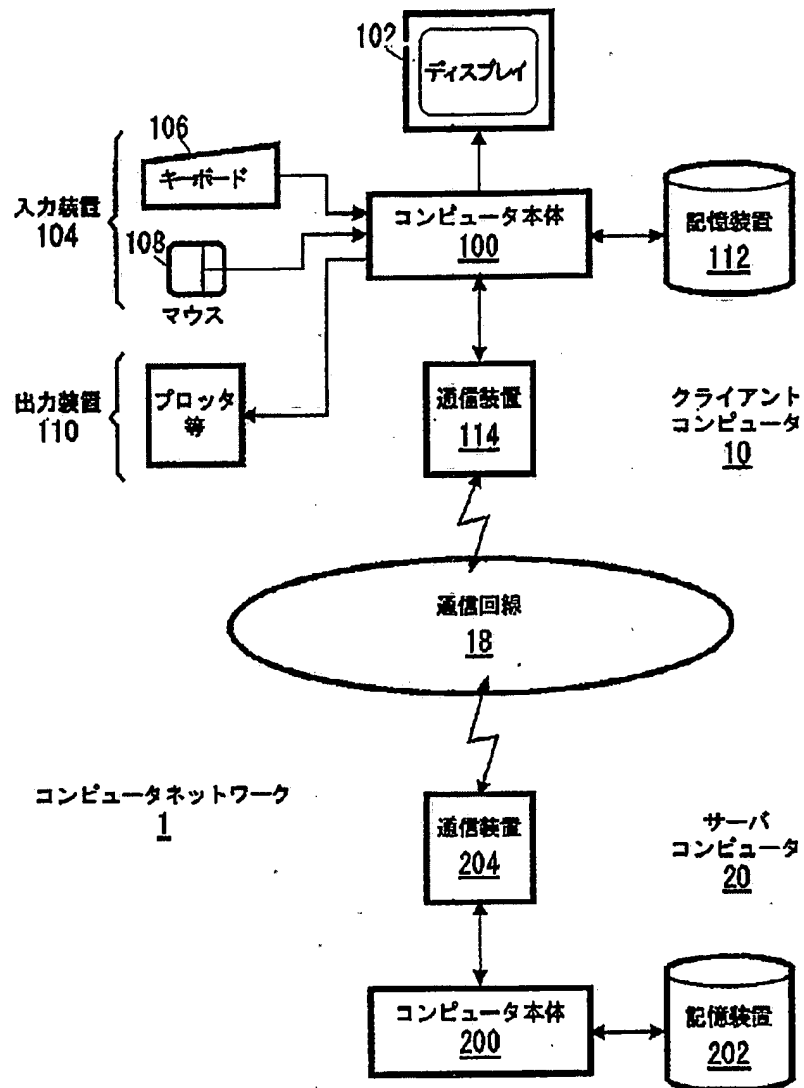 102
ディスプレイ
106
キーボード
入力装置
104
108
マウス
コンピュータ本体
100
記憶装置
112
出力装置
110
プロッタ
等
通信装置
114
クライアント
コンピュータ
10
通信回線
18
コンピュータネットワーク
1
通信装置
204
サーバ
コンピュータ
20
コンピュータ本体
200
記憶装置
202